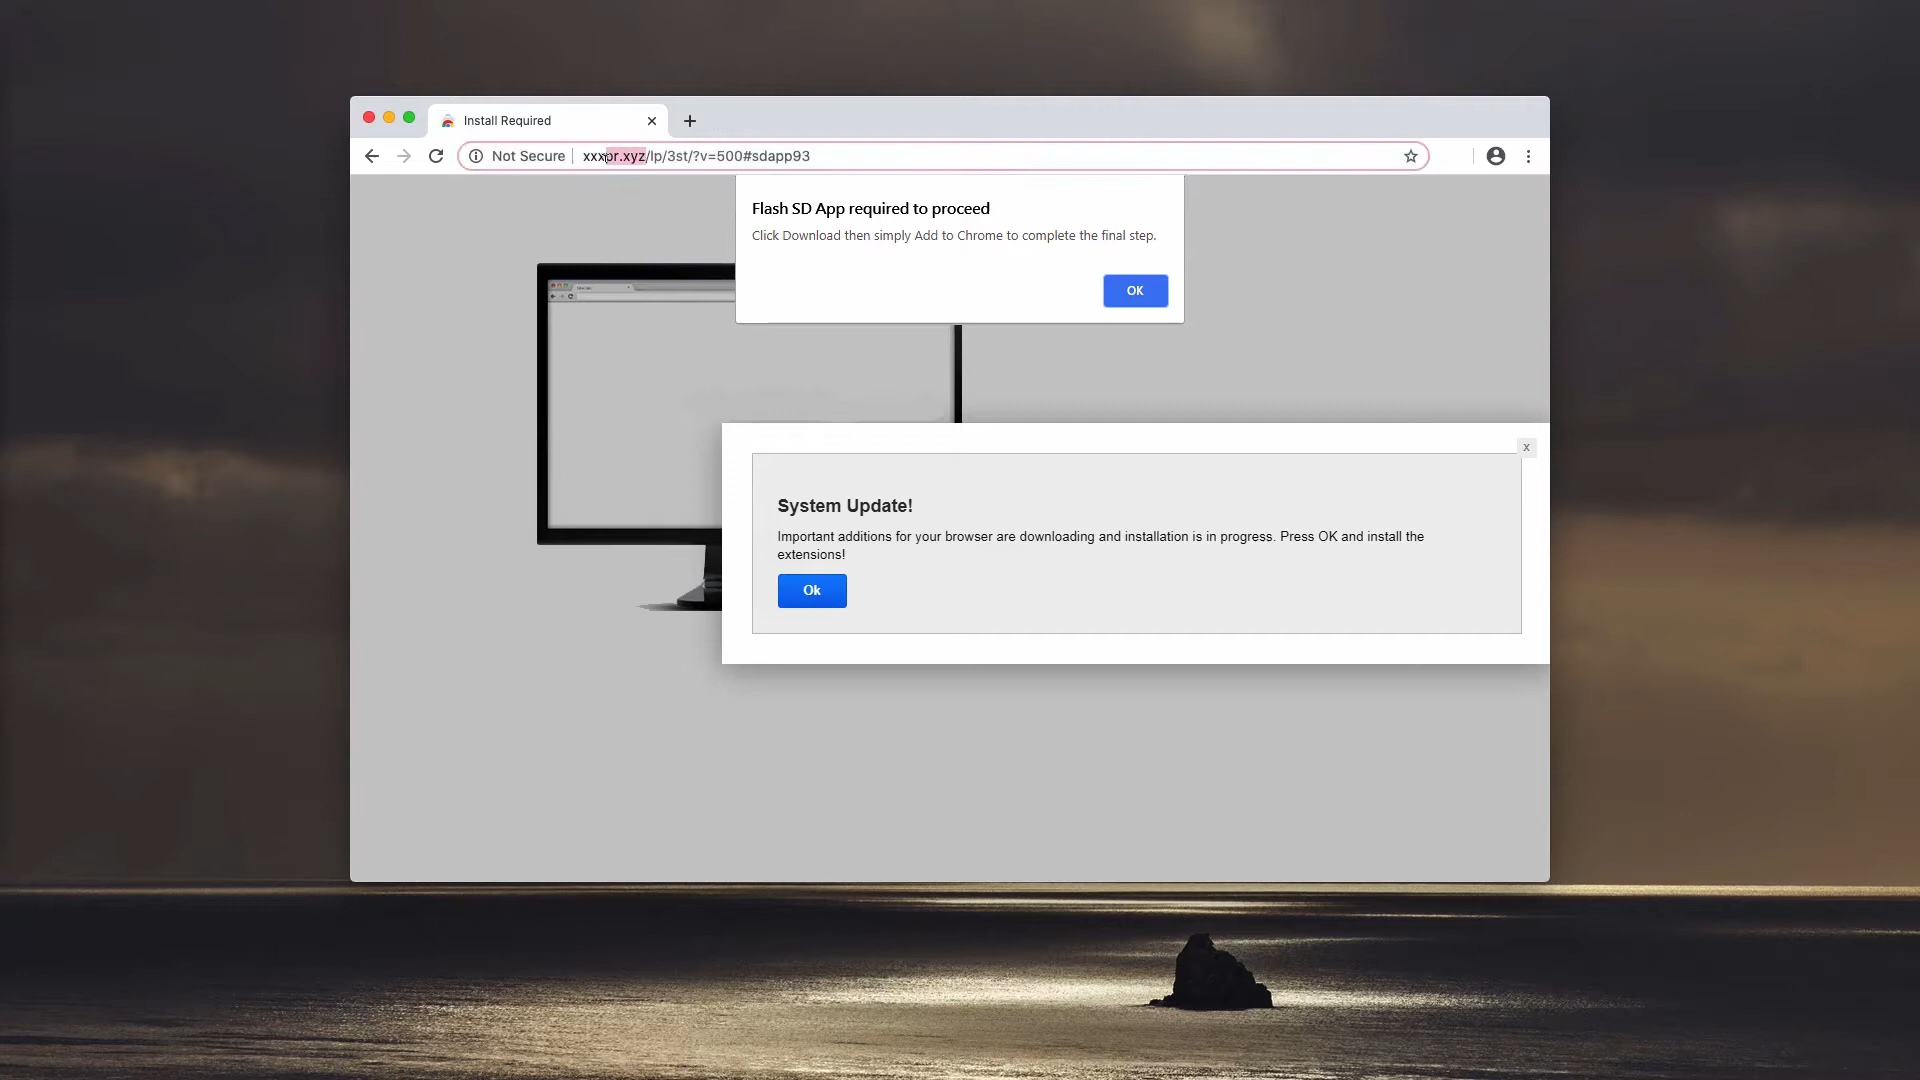 Install Required
Not Secure
xxxpr.xyz/lp/3st/?v=500#sdapp93
Flash SD App required to proceed
Click Download then simply Add to Chrome to complete the final step.
OK
x
System Update!
Important additions for your browser are downloading and installation is in progress. Press OK and install the
extensions!
Ok